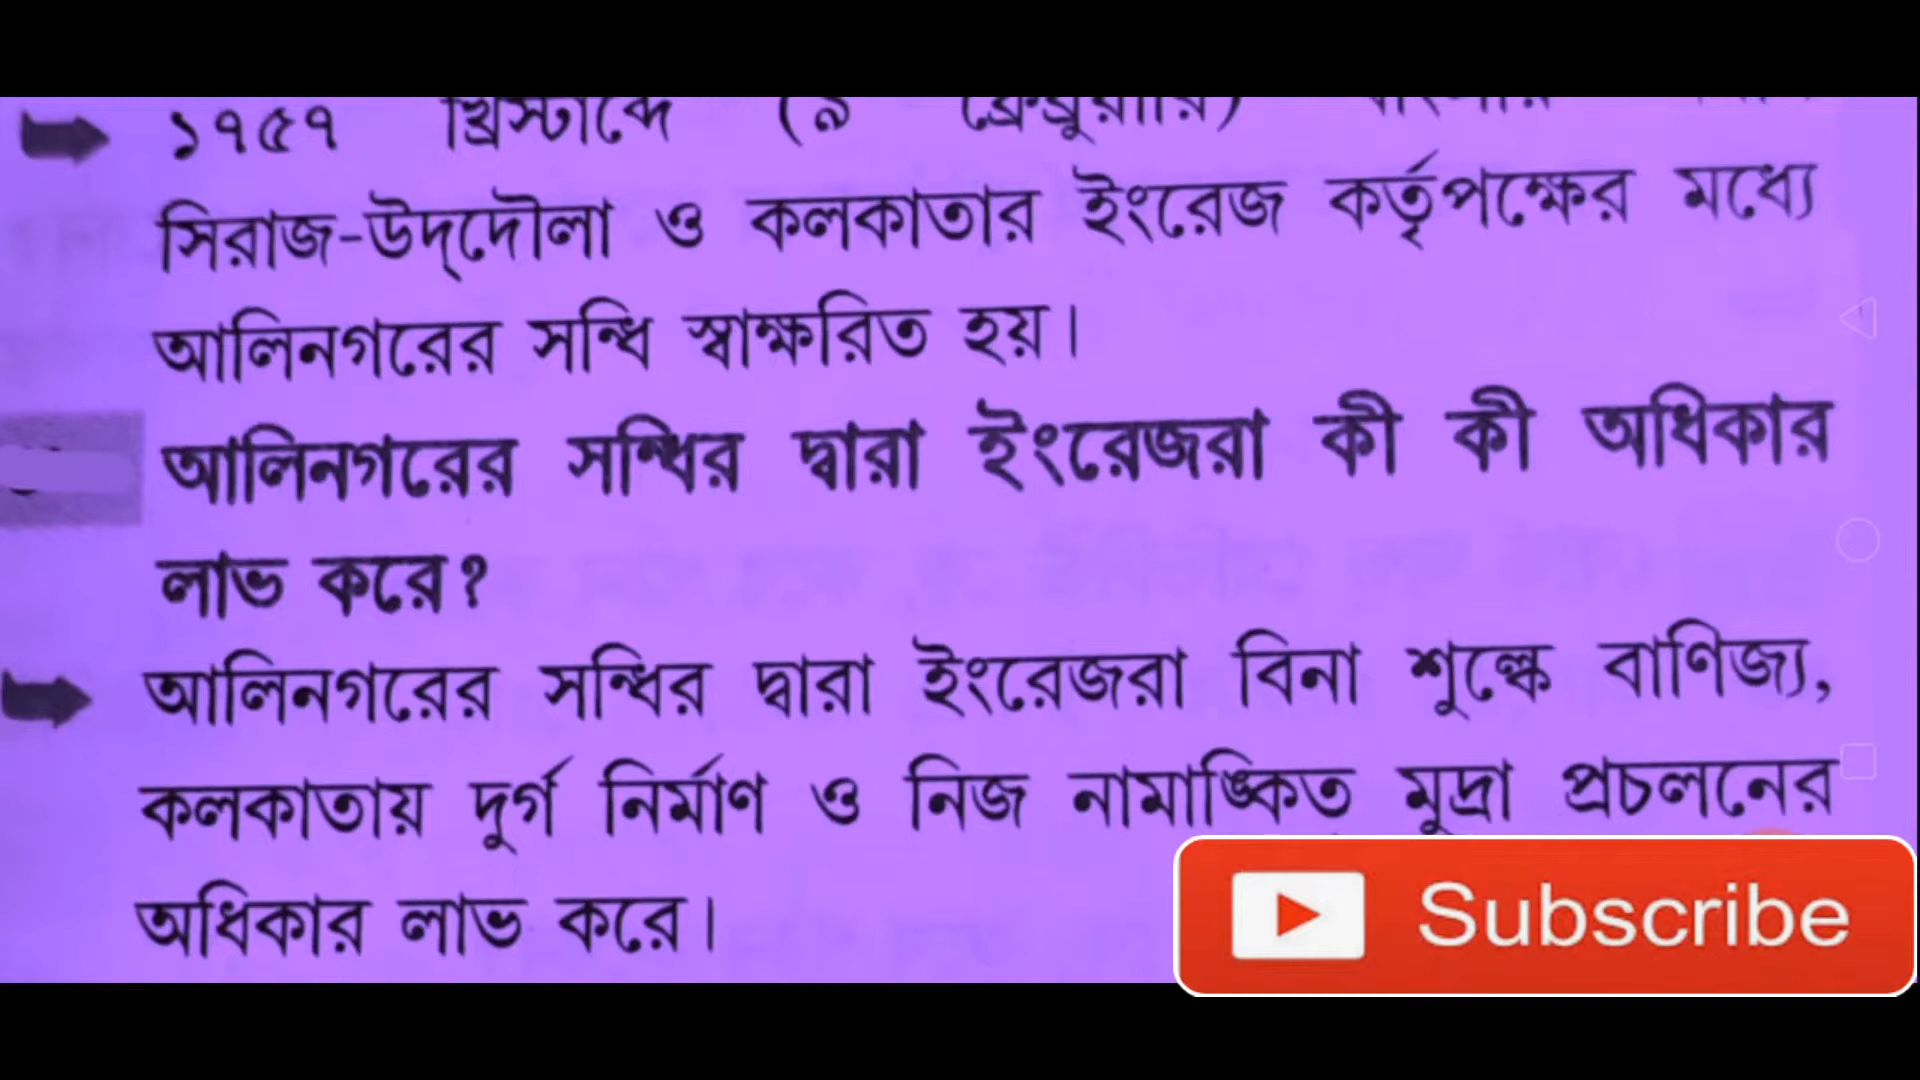 ১৭৫৭ খ্রিস্টাব্দে (৯ ফেব্রুয়ারি)
সিরাজ-উদ্‌দৌলা ও কলকাতার ইংরেজ কর্তৃপক্ষের মধ্যে
আলিনগরের সন্ধি স্বাক্ষরিত হয়।
আলিনগরের সন্ধির দ্বারা ইংরেজরা কী কী অধিকার
লাভ করে?
আলিনগরের সন্ধির দ্বারা ইংরেজরা বিনা শুল্কে বাণিজ্য,
কলকাতায় দুর্গ নির্মাণ ও নিজ নামাঙ্কিত মুদ্রা প্রচলনের
অধিকার লাভ করে।
Subscribe